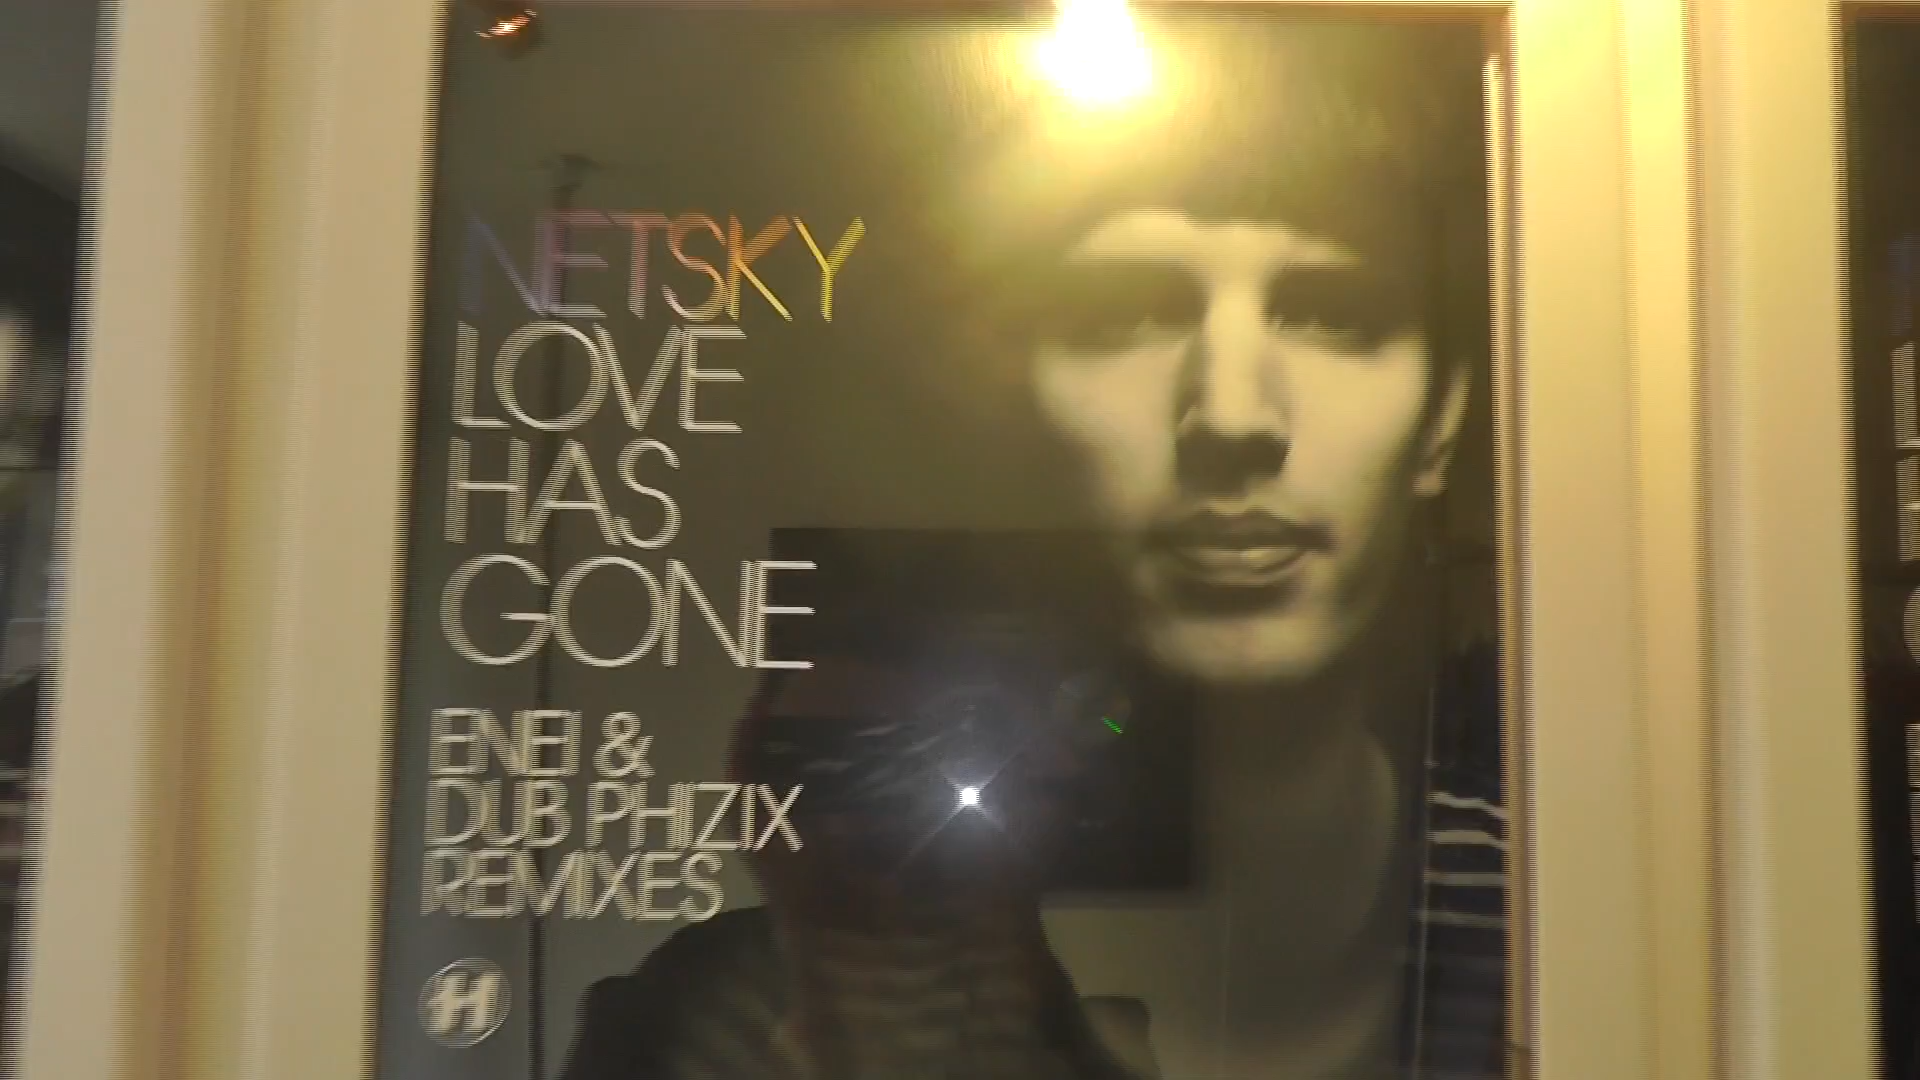 NETSKY
LOVE
HAS
GONE
ENEI &
DUB PHIZIX
REMIXES
H